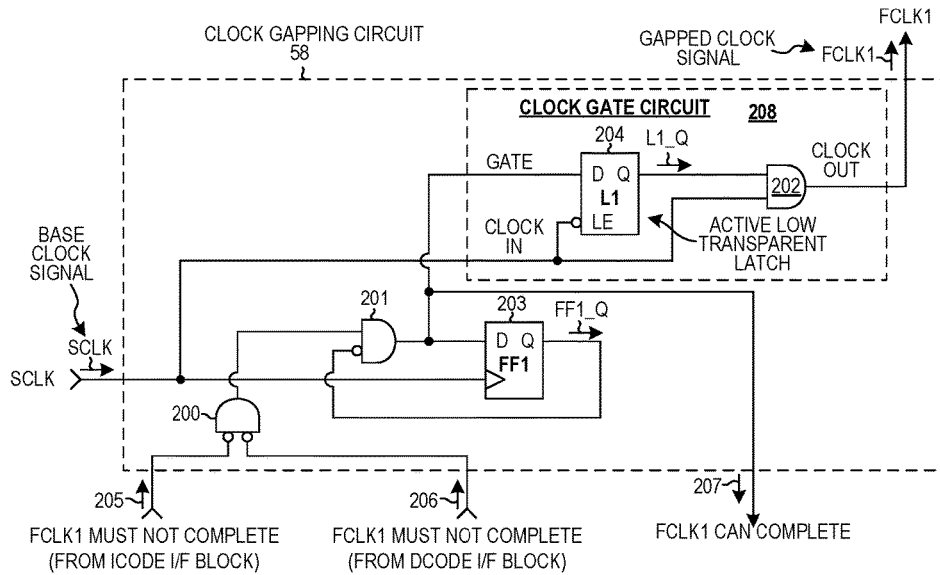 FCLK1
CLOCK GAPPING CIRCUIT
58
GAPPED CLOCK
SIGNAL
FCLK1
CLOCK GATE CIRCUIT
208
204
L1_Q
GATE
D Q
L1
LE
202
CLOCK
OUT
CLOCK
IN
ACTIVE LOW
TRANSPARENT
LATCH
BASE
CLOCK
SIGNAL
201
203
FF1_Q
D Q
FF1
SCLK
SCLK
200
205
206
207
FCLK1 MUST NOT COMPLETE
(FROM ICODE I/F BLOCK)
FCLK1 MUST NOT COMPLETE
(FROM DCODE I/F BLOCK)
FCLK1 CAN COMPLETE